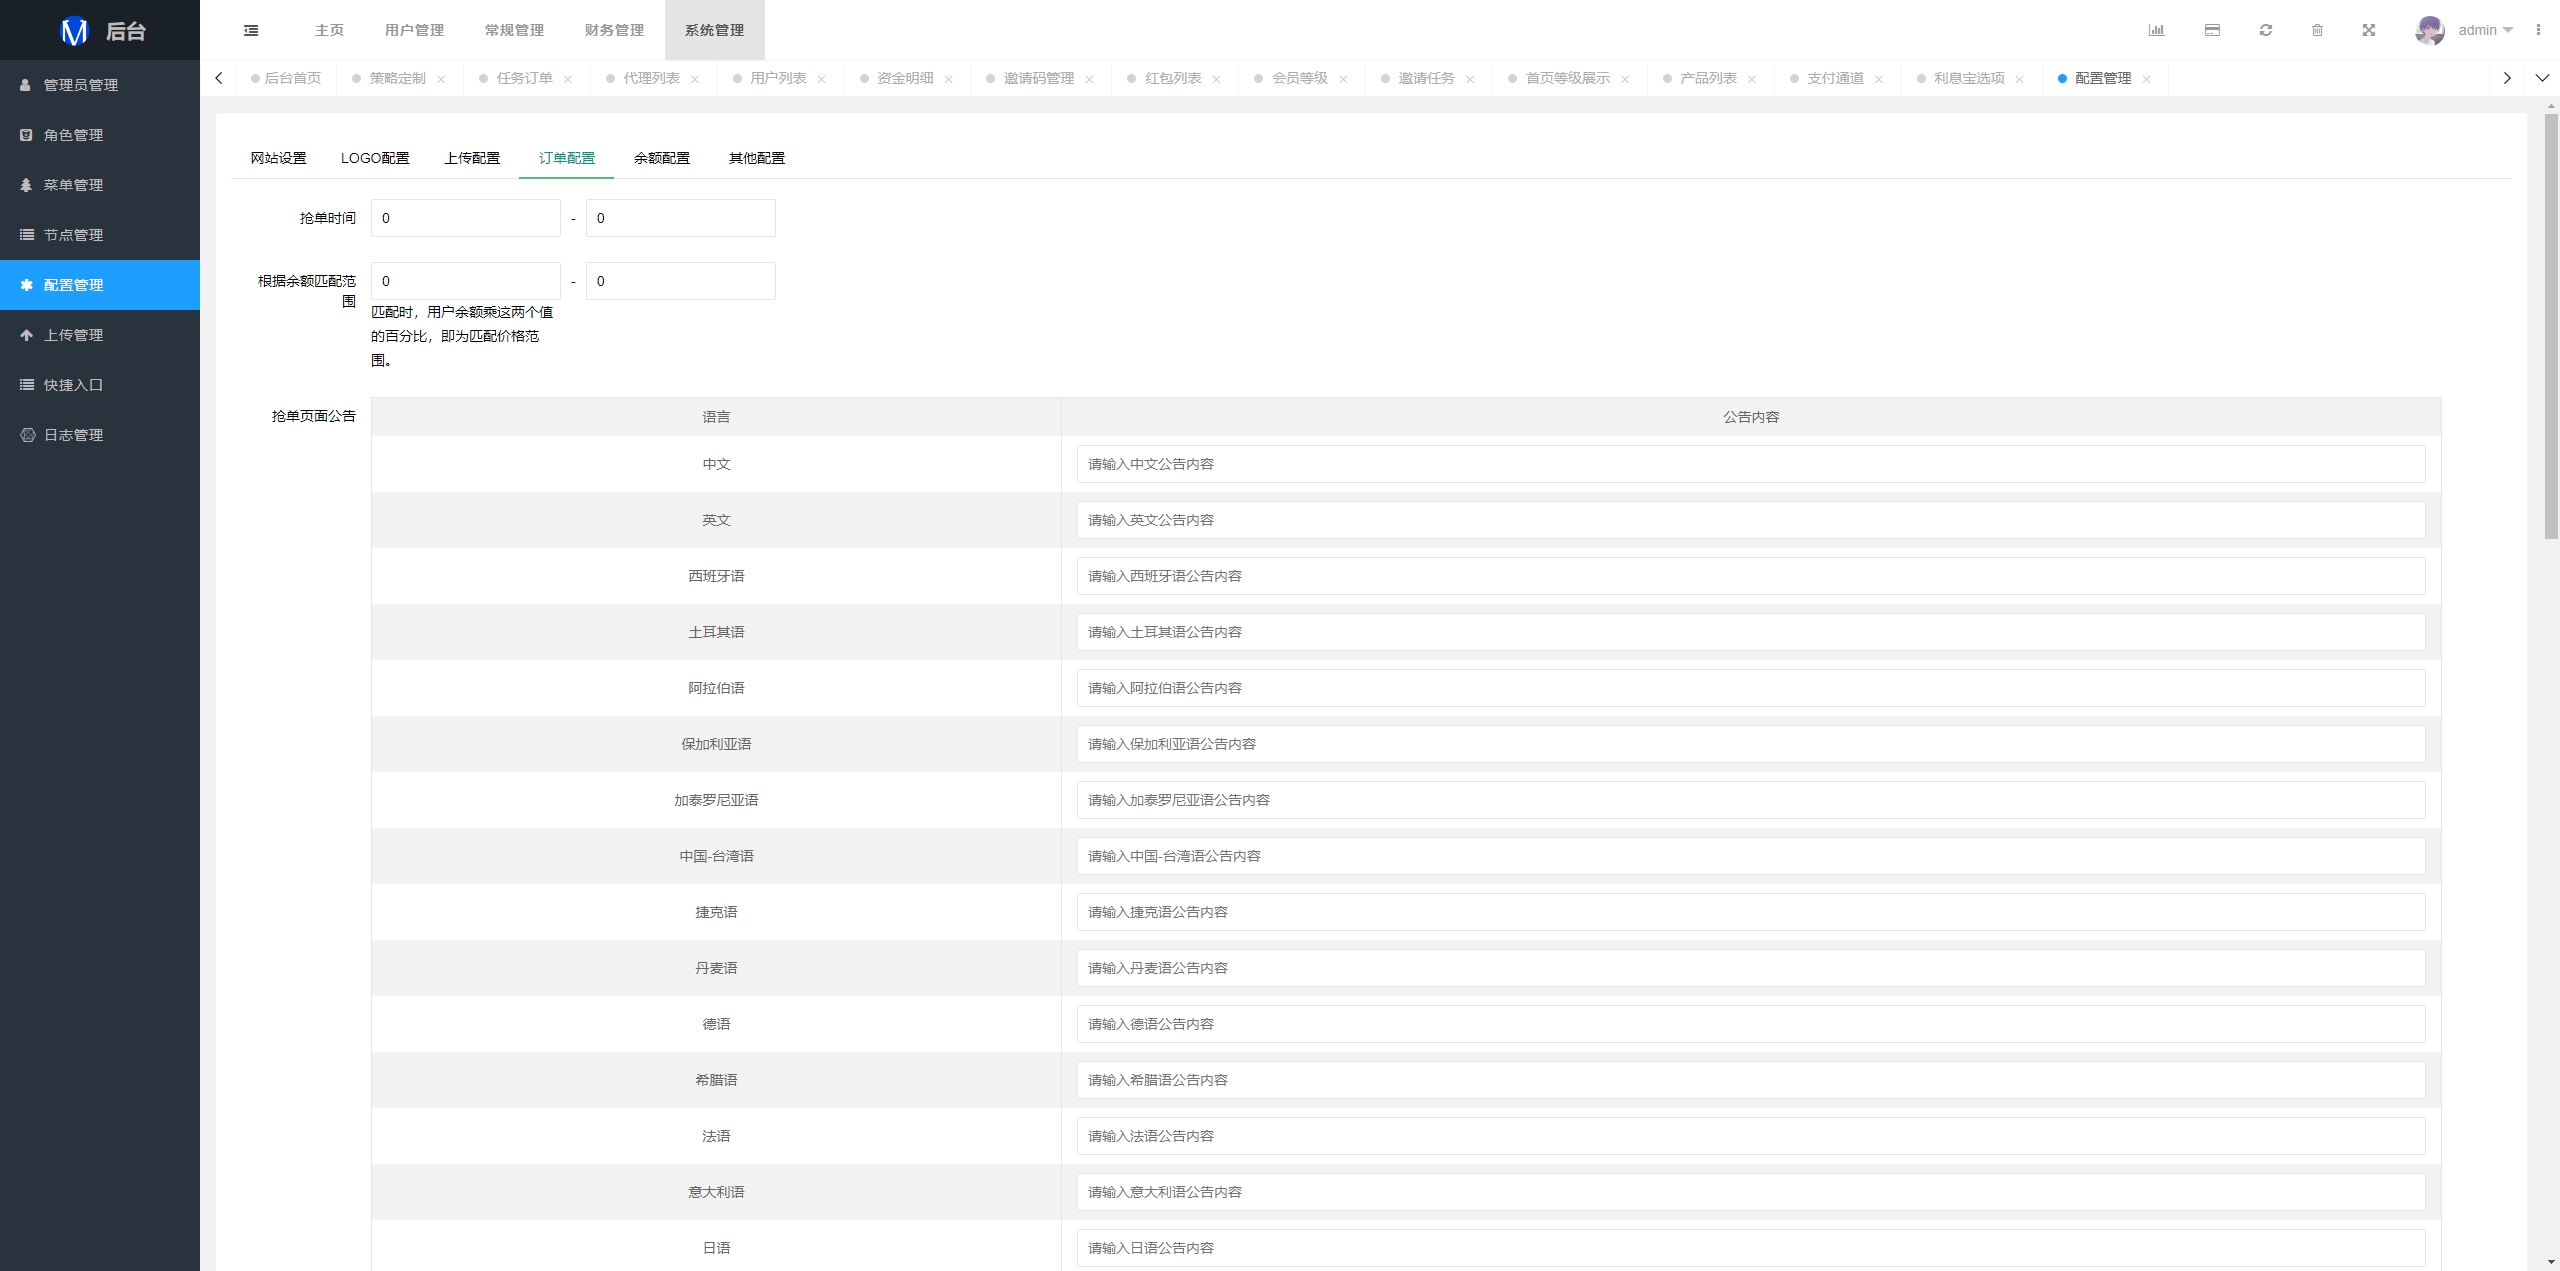 后台
主页 用户管理 常规管理 财务管理 系统管理 admin
后台首页 策略定制 任务订单 代理列表 用户列表 资金明细 邀请码管理 红包列表 会员等级 邀请任务 首页等级展示 产品列表 支付通道 利息宝选项 配置管理
管理员管理
角色管理
菜单管理
节点管理
配置管理
上传管理
快捷入口
日志管理
网站设置 LOGO配置 上传配置 订单配置 余额配置 其他配置
抢单时间 0 - 0
根据余额匹配范围 0 - 0
匹配时，用户余额乘这两个值
的百分比，即为匹配价格范
围。
抢单页面公告 语言 公告内容
中文 请输入中文公告内容
英文 请输入英文公告内容
西班牙语 请输入西班牙语公告内容
土耳其语 请输入土耳其语公告内容
阿拉伯语 请输入阿拉伯语公告内容
保加利亚语 请输入保加利亚语公告内容
加泰罗尼亚语 请输入加泰罗尼亚语公告内容
中国-台湾语 请输入中国-台湾语公告内容
捷克语 请输入捷克语公告内容
丹麦语 请输入丹麦语公告内容
德语 请输入德语公告内容
希腊语 请输入希腊语公告内容
法语 请输入法语公告内容
意大利语 请输入意大利语公告内容
日语 请输入日语公告内容